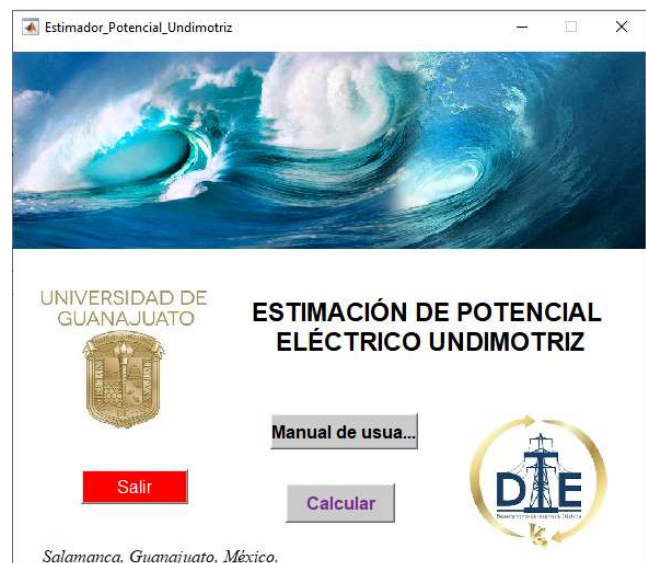 Estimador_Potencial_Undimotriz
UNIVERSIDAD DE
GUANAJUATO
ESTIMACIÓN DE POTENCIAL
ELÉCTRICO UNDIMOTRIZ
Manual de usua...
Salir
Calcular
DIE
Salamanca, Guanajuato, México.